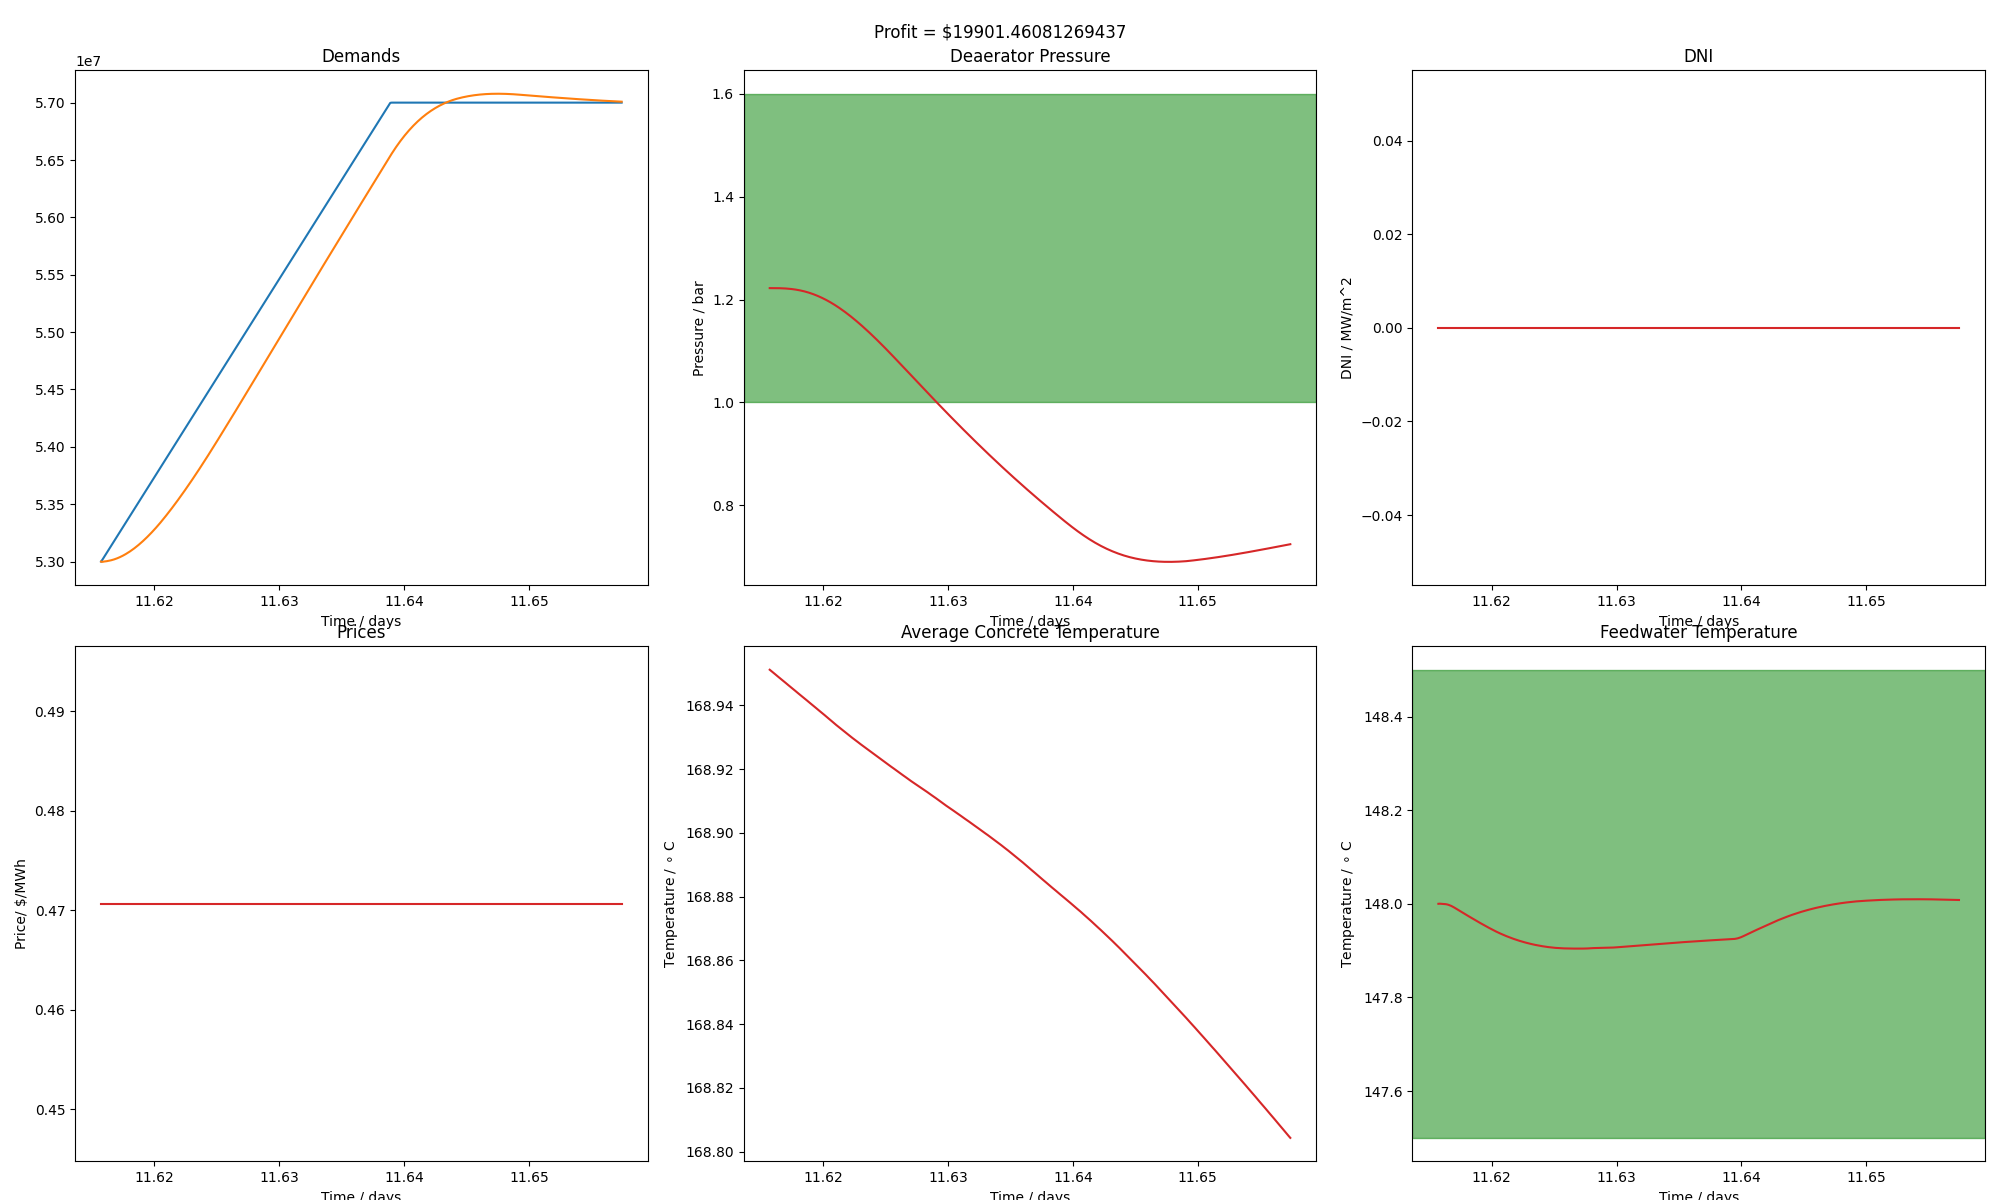 Profit = $19901.46081269437
Demands
1e7
5.70
5.65
5.60
5.55
5.50
5.45
5.40
5.35
5.30
11.62 11.63 11.64 11.65
Time / days
Deaerator Pressure
Pressure / bar
1.6
1.4
1.2
1.0
0.8
11.62 11.63 11.64 11.65
Time / days
DNI
DNI / MW/m^2
0.04
0.02
0.00
−0.02
−0.04
11.62 11.63 11.64 11.65
Time / days
Prices
Price/ $/MWh
0.49
0.48
0.47
0.46
0.45
11.62 11.63 11.64 11.65
Time / days
Average Concrete Temperature
Temperature / ∘ C
168.94
168.92
168.90
168.88
168.86
168.84
168.82
168.80
11.62 11.63 11.64 11.65
Time / days
Feedwater Temperature
Temperature / ∘ C
148.4
148.2
148.0
147.8
147.6
11.62 11.63 11.64 11.65
Time / days